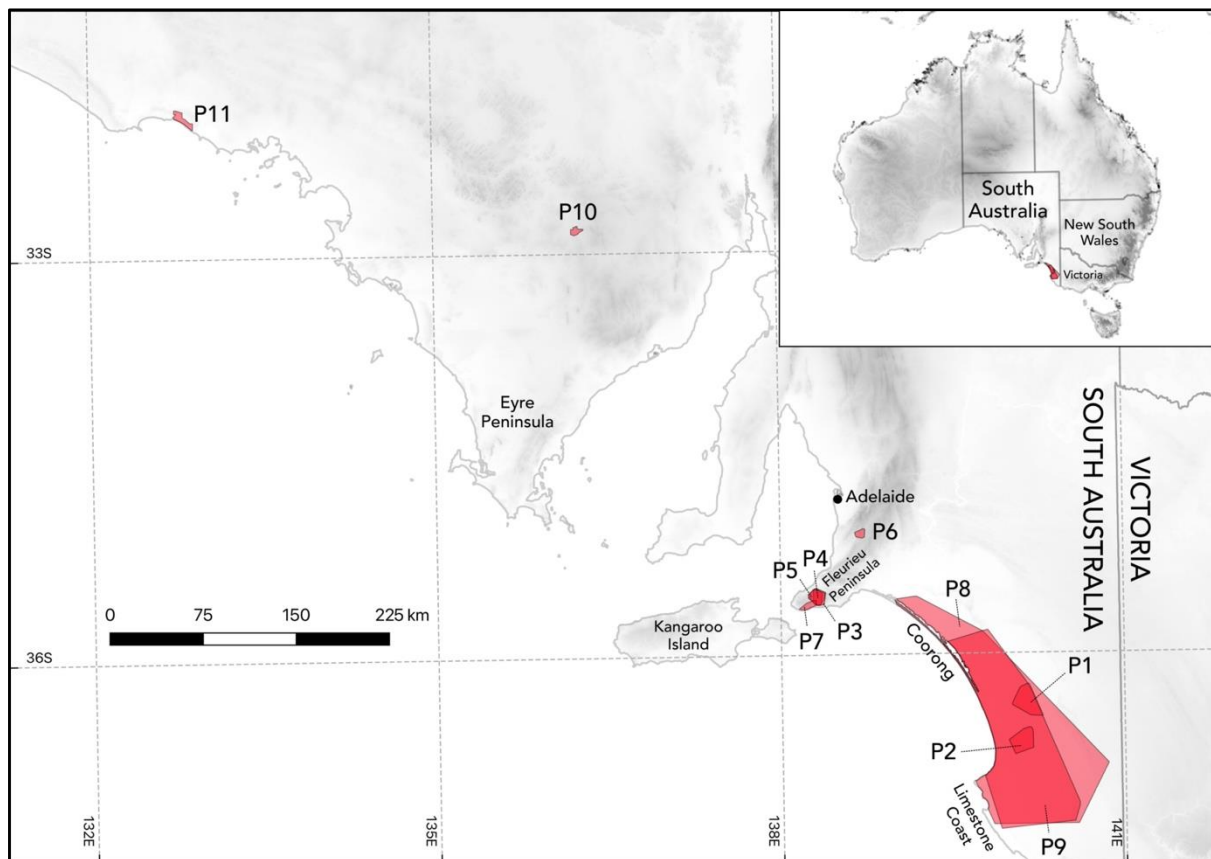 P11
P10
33S
South
Australia
New South
Wales
Victoria
Eyre
Peninsula
Adelaide
SOUTH AUSTRALIA
VICTORIA
P6
P4
P5
Fleurieu
Peninsula
P3
P7
P8
0 75 150 225 km
Kangaroo
Island
Coorong
36S
P1
P2
Limestone
Coast
P9
132E
135E
138E
141E